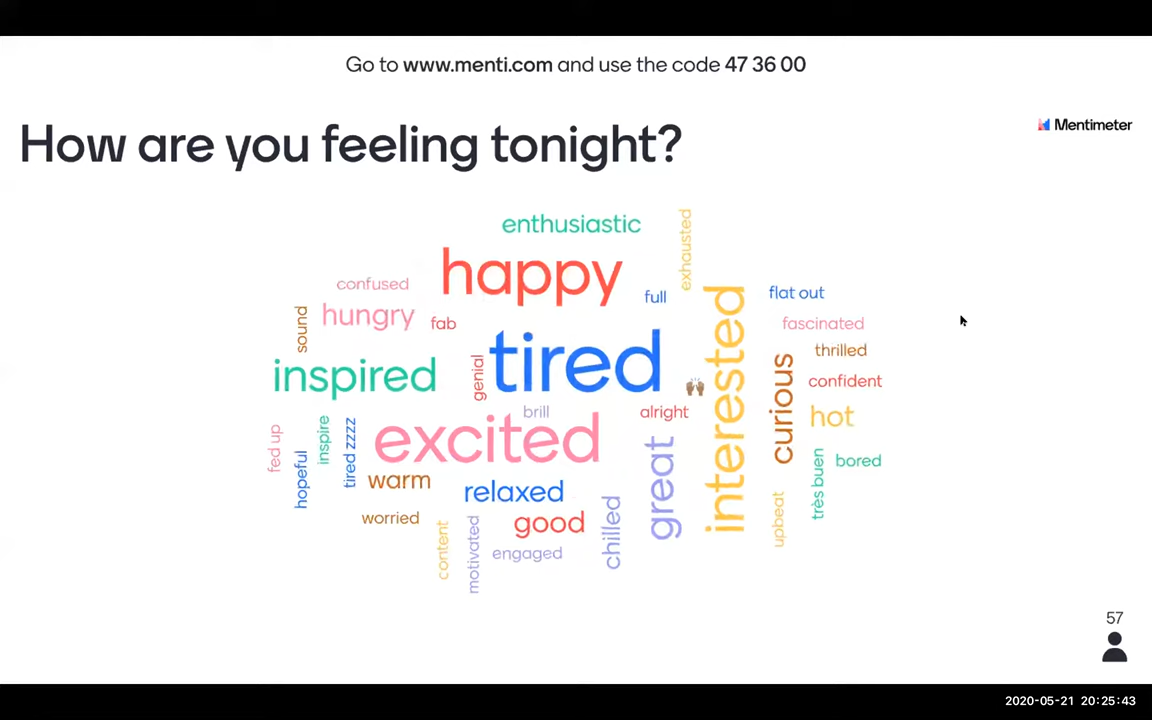 Go to www.menti.com and use the code 47 36 00
Mentimeter
How are you feeling tonight?
enthusiastic
exhausted
happy
confused
full
flat out
sound
hungry
fab
fascinated
interested
tired
thrilled
inspired
genial
curious
confident
brill
alright
hot
excited
fed up
hopeful
inspire
tired zzzz
great
très buen
bored
warm
relaxed
worried
good
chilled
upbeat
content
motivated
engaged
57
2020-05-21 20:25:43